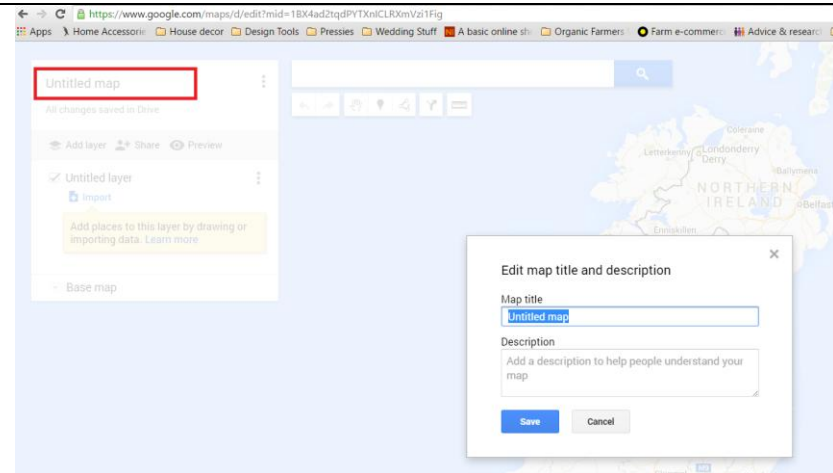 https://www.google.com/maps/d/edit?mid=1BX4ad2tqdPYTXnICLRXmVzi1Fig
Apps Home Accessorie House decor Design Tools Pressies Wedding Stuff A basic online sh Organic Farmers Farm e-commerc Advice & researc
Untitled map
All changes saved in Drive
Add layer Share Preview
Untitled layer
Import
Add places to this layer by drawing or
importing data. Learn more
Base map
Coleraine
Letterkenny Londonderry
Derry
Ballymena
NORTHERN
IRELAND
Belfast
Enniskillen
Edit map title and description
Map title
Untitled map
Description
Add a description to help people understand your
map
Save Cancel